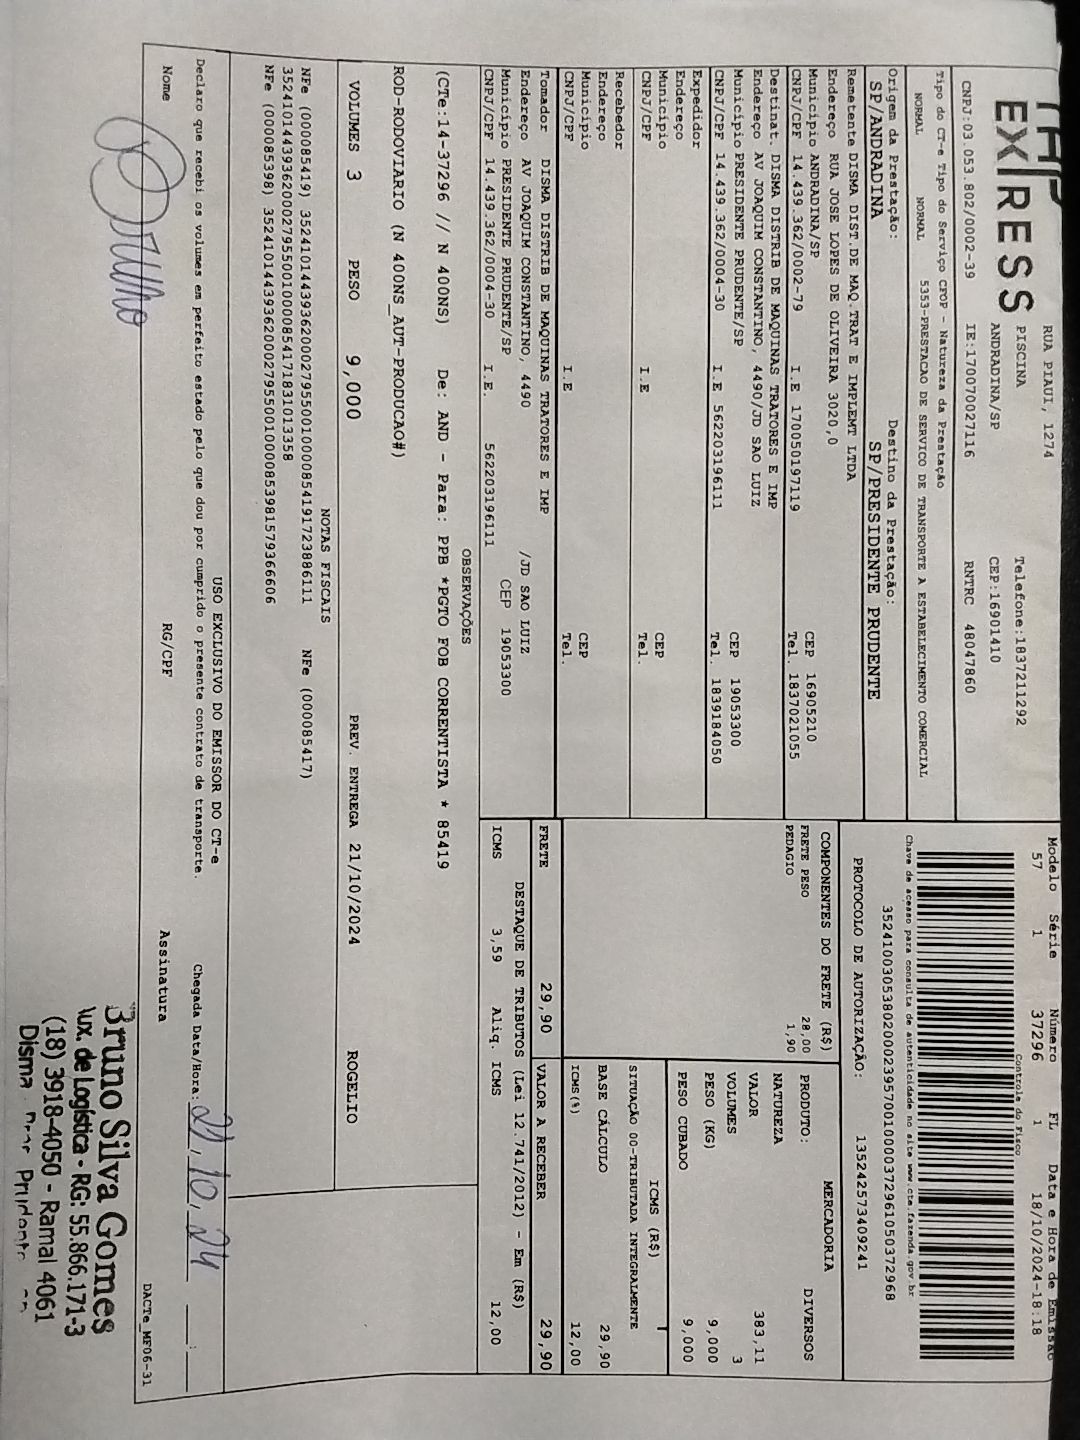 EX RESS
RUA PIAUI, 1274
PISCINA
ANDRADINA/SP
Telefone:1837211292
CEP:16901410
CNPJ:03.053.802/0002-39 IE:170070027116 RNTRC 48047860
Tipo do CT-e Tipo do Serviço CFOP - Natureza da Prestação
NORMAL NORMAL 5353-PRESTACAO DE SERVICO DE TRANSPORTE A ESTABELECIMENTO COMERCIAL
Origem da Prestação: Destino da Prestação:
SP/ANDRADINA SP/PRESIDENTE PRUDENTE
Modelo Série Número FL Data e Hora de Emissão
57 1 37296 1 18/10/2024-18:18
Controle do Fisco
Chave de acesso para consulta de autenticidade no site www.cte.fazenda.gov.br
35241003053802000239570010000372961050372968
PROTOCOLO DE AUTORIZAÇÃO: 135242573409241
Remetente DISMA DIST.DE MAQ.TRAT E IMPLEMT LTDA
Endereço RUA JOSE LOPES DE OLIVEIRA 3020,0
Município ANDRADINA/SP CEP 16905210
CNPJ/CPF 14.439.362/0002-79 I.E 170050197119 Tel. 1837021055
Destinat. DISMA DISTRIB DE MAQUINAS TRATORES E IMP
Endereço AV JOAQUIM CONSTANTINO, 4490/JD SAO LUIZ
Município PRESIDENTE PRUDENTE/SP CEP 19053300
CNPJ/CPF 14.439.362/0004-30 I.E 562203196111 Tel. 1839184050
Expedidor
Endereço
Município CEP
CNPJ/CPF I.E Tel.
Recebedor
Endereço
Município CEP
CNPJ/CPF I.E Tel.
Tomador DISMA DISTRIB DE MAQUINAS TRATORES E IMP
Endereço AV JOAQUIM CONSTANTINO, 4490 /JD SAO LUIZ
Município PRESIDENTE PRUDENTE/SP CEP 19053300
CNPJ/CPF 14.439.362/0004-30 I.E. 562203196111
COMPONENTES DO FRETE (R$)
FRETE PESO 28,00
PEDAGIO 1,90
MERCADORIA
PRODUTO: DIVERSOS
NATUREZA
VALOR 383,11
VOLUMES 3
PESO (KG) 9,000
PESO CUBADO 9,000
ICMS (R$)
SITUAÇÃO 00-TRIBUTADA INTEGRALMENTE
BASE CÁLCULO 29,90
ICMS(%) 12,00
FRETE 29,90 VALOR A RECEBER 29,90
DESTAQUE DE TRIBUTOS (Lei 12.741/2012) - Em (R$)
ICMS 3,59 Aliq. ICMS 12,00
OBSERVAÇÕES
(CTe:14-37296 // N 400NS) De: AND - Para: PPB *PGTO FOB CORRENTISTA * 85419
ROD-RODOVIARIO (N 400NS_AUT-PRODUCAO#)
VOLUMES 3 PESO 9,000 PREV. ENTREGA 21/10/2024 ROGELIO
NOTAS FISCAIS
NFe (000085419) 35241014439362000279550010000854191723886111 NFe (000085417)
35241014439362000279550010000854171831013358
NFe (000085398) 35241014439362000279550010000853981579366606
USO EXCLUSIVO DO EMISSOR DO CT-e
Declaro que recebi os volumes em perfeito estado pelo que dou por cumprido o presente contrato de transporte. Chegada Data/Hora: 21,10,24 :
Nome RG/CPF Assinatura DACTe_MF06-31
Bruno
Bruno Silva Gomes
Aux. de Logística - RG: 55.866.171-3
(18) 3918-4050 - Ramal 4061
Disma